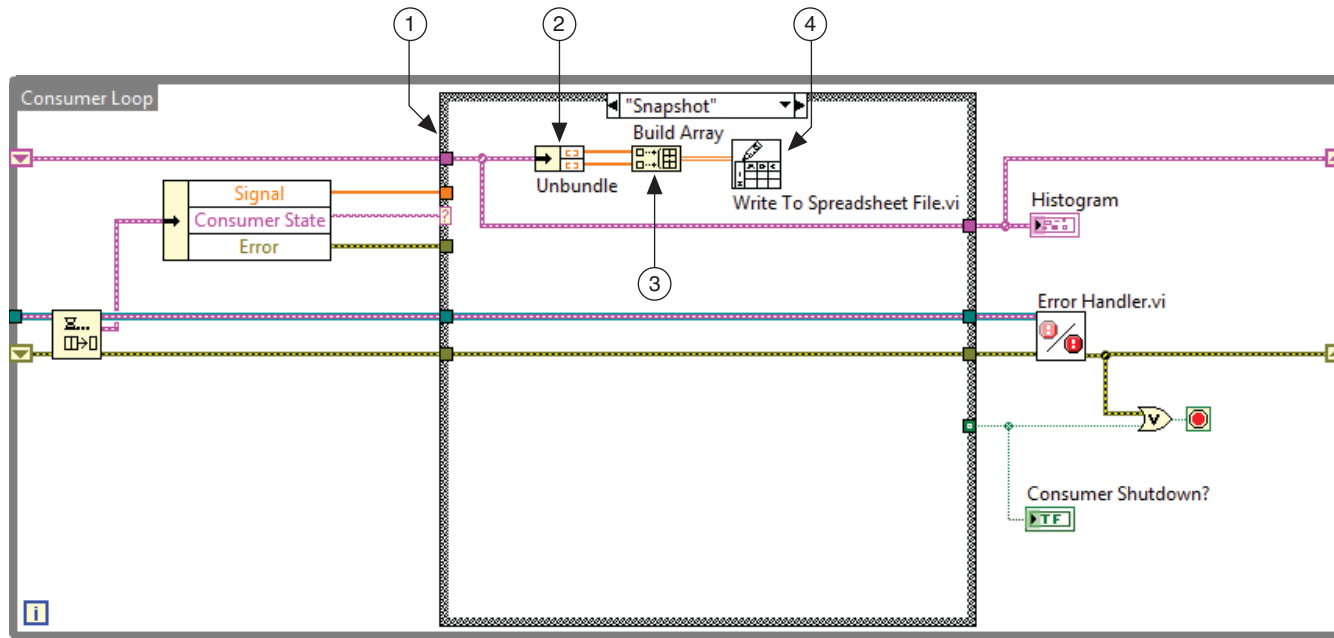 1
2
4
Consumer Loop
"Snapshot"
Build Array
Unbundle
Write To Spreadsheet File.vi
Signal
Consumer State
Error
?
3
Histogram
Error Handler.vi
V
Consumer Shutdown?
TF
i